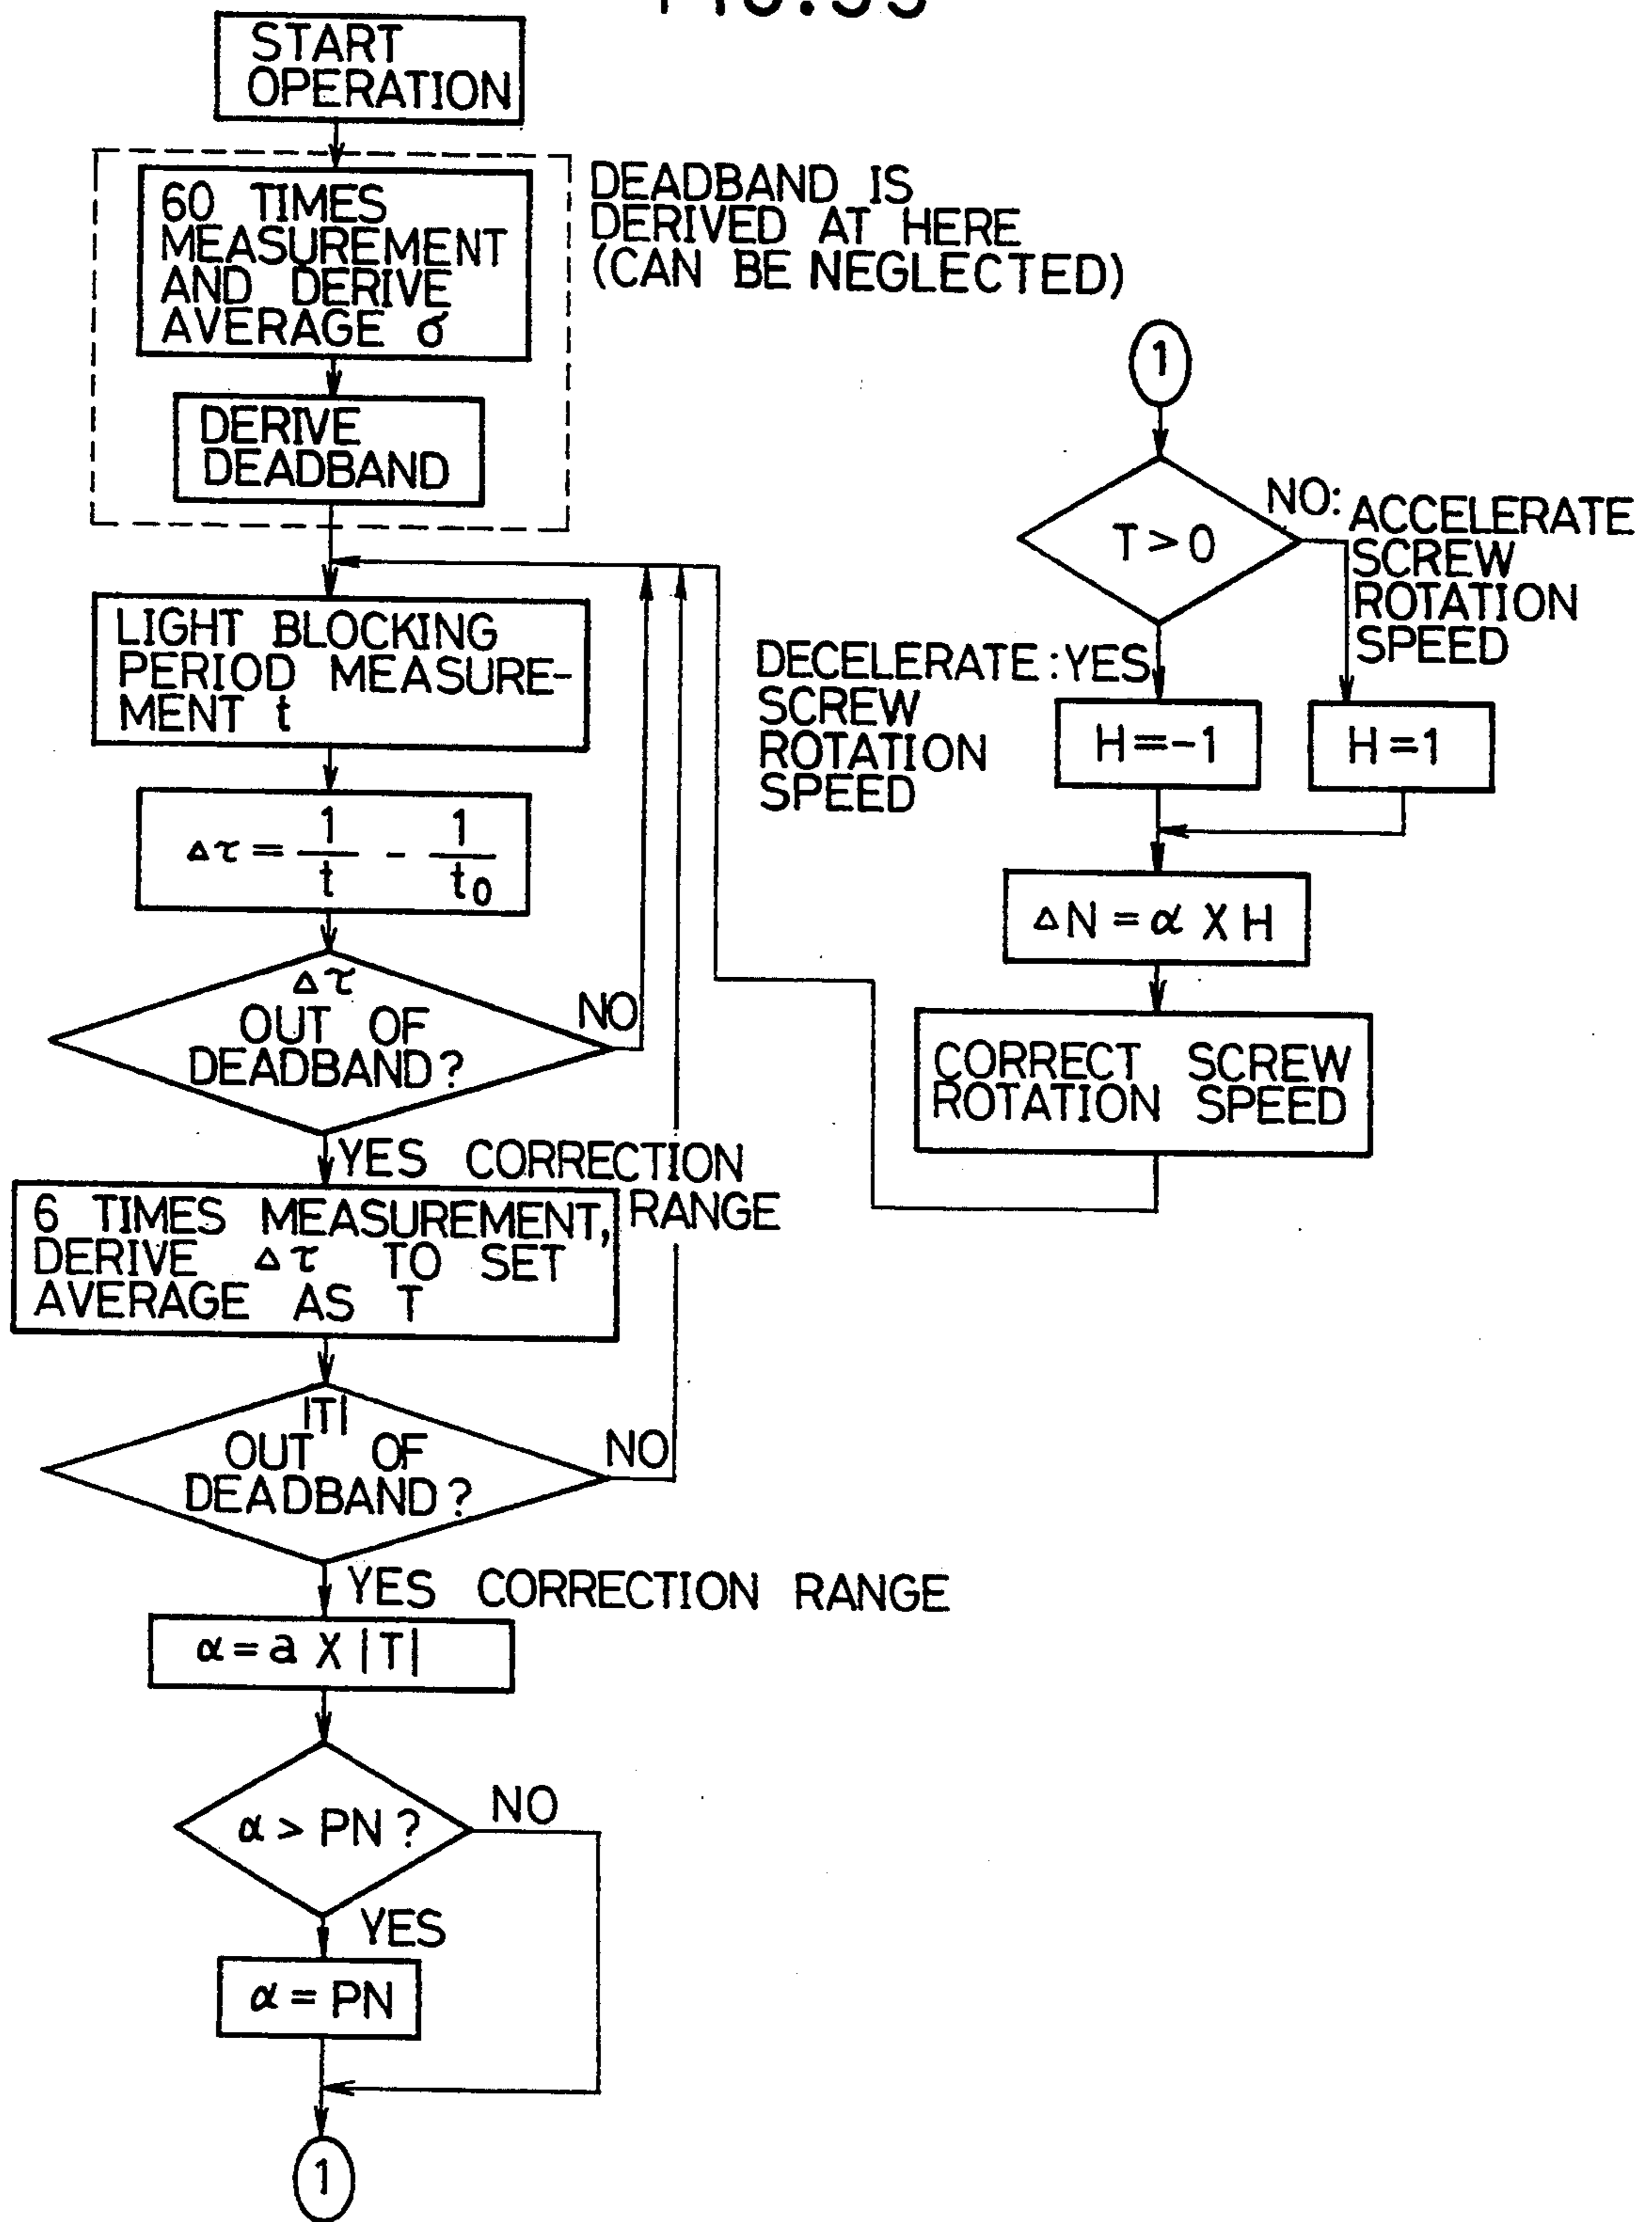 START
OPERATION
60 TIMES
MEASUREMENT
AND DERIVE
AVERAGE σ
DEADBAND IS
DERIVED AT HERE
(CAN BE NEGLECTED)
DERIVE
DEADBAND
LIGHT BLOCKING
PERIOD MEASURE-
MENT t
Δτ = 1/t - 1/t0
Δτ
OUT OF
DEADBAND?
NO
YES CORRECTION
RANGE
6 TIMES MEASUREMENT,
DERIVE Δτ TO SET
AVERAGE AS T
|T|
OUT OF
DEADBAND?
NO
YES CORRECTION RANGE
α = a X |T|
α > PN ?
NO
YES
α = PN
1
1
T > 0
NO:
ACCELERATE
SCREW
ROTATION
SPEED
DECELERATE :YES
SCREW
ROTATION
SPEED
H = -1
H = 1
ΔN = α X H
CORRECT SCREW
ROTATION SPEED